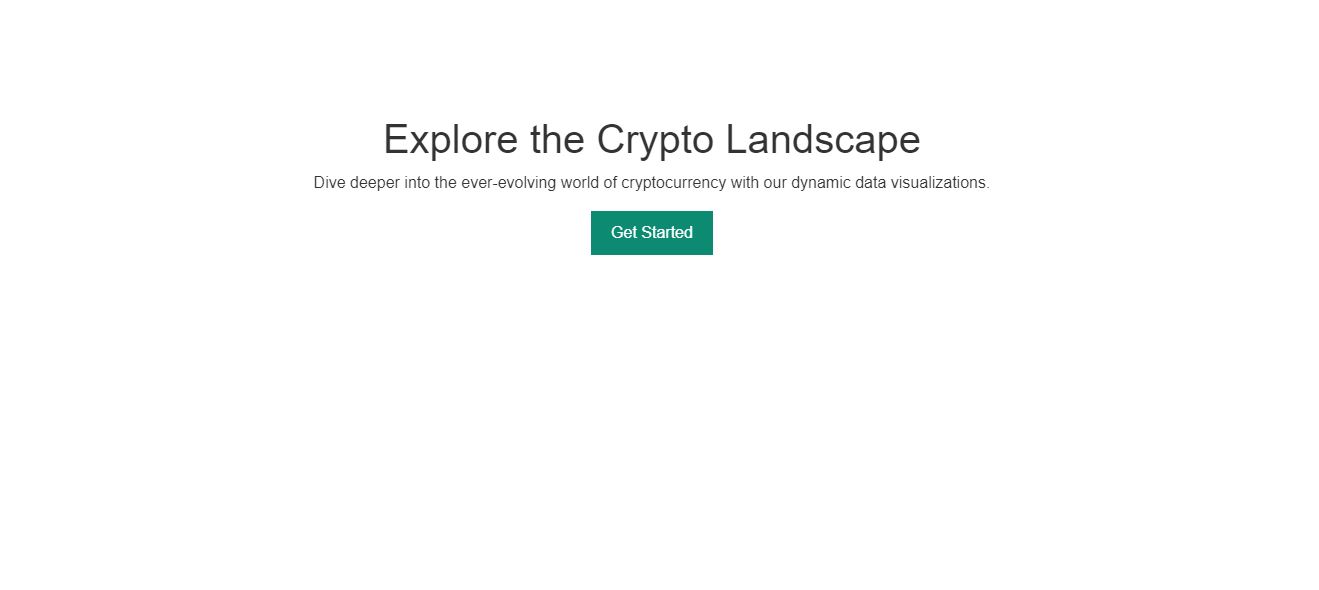 Explore the Crypto Landscape
Dive deeper into the ever-evolving world of cryptocurrency with our dynamic data visualizations.
Get Started